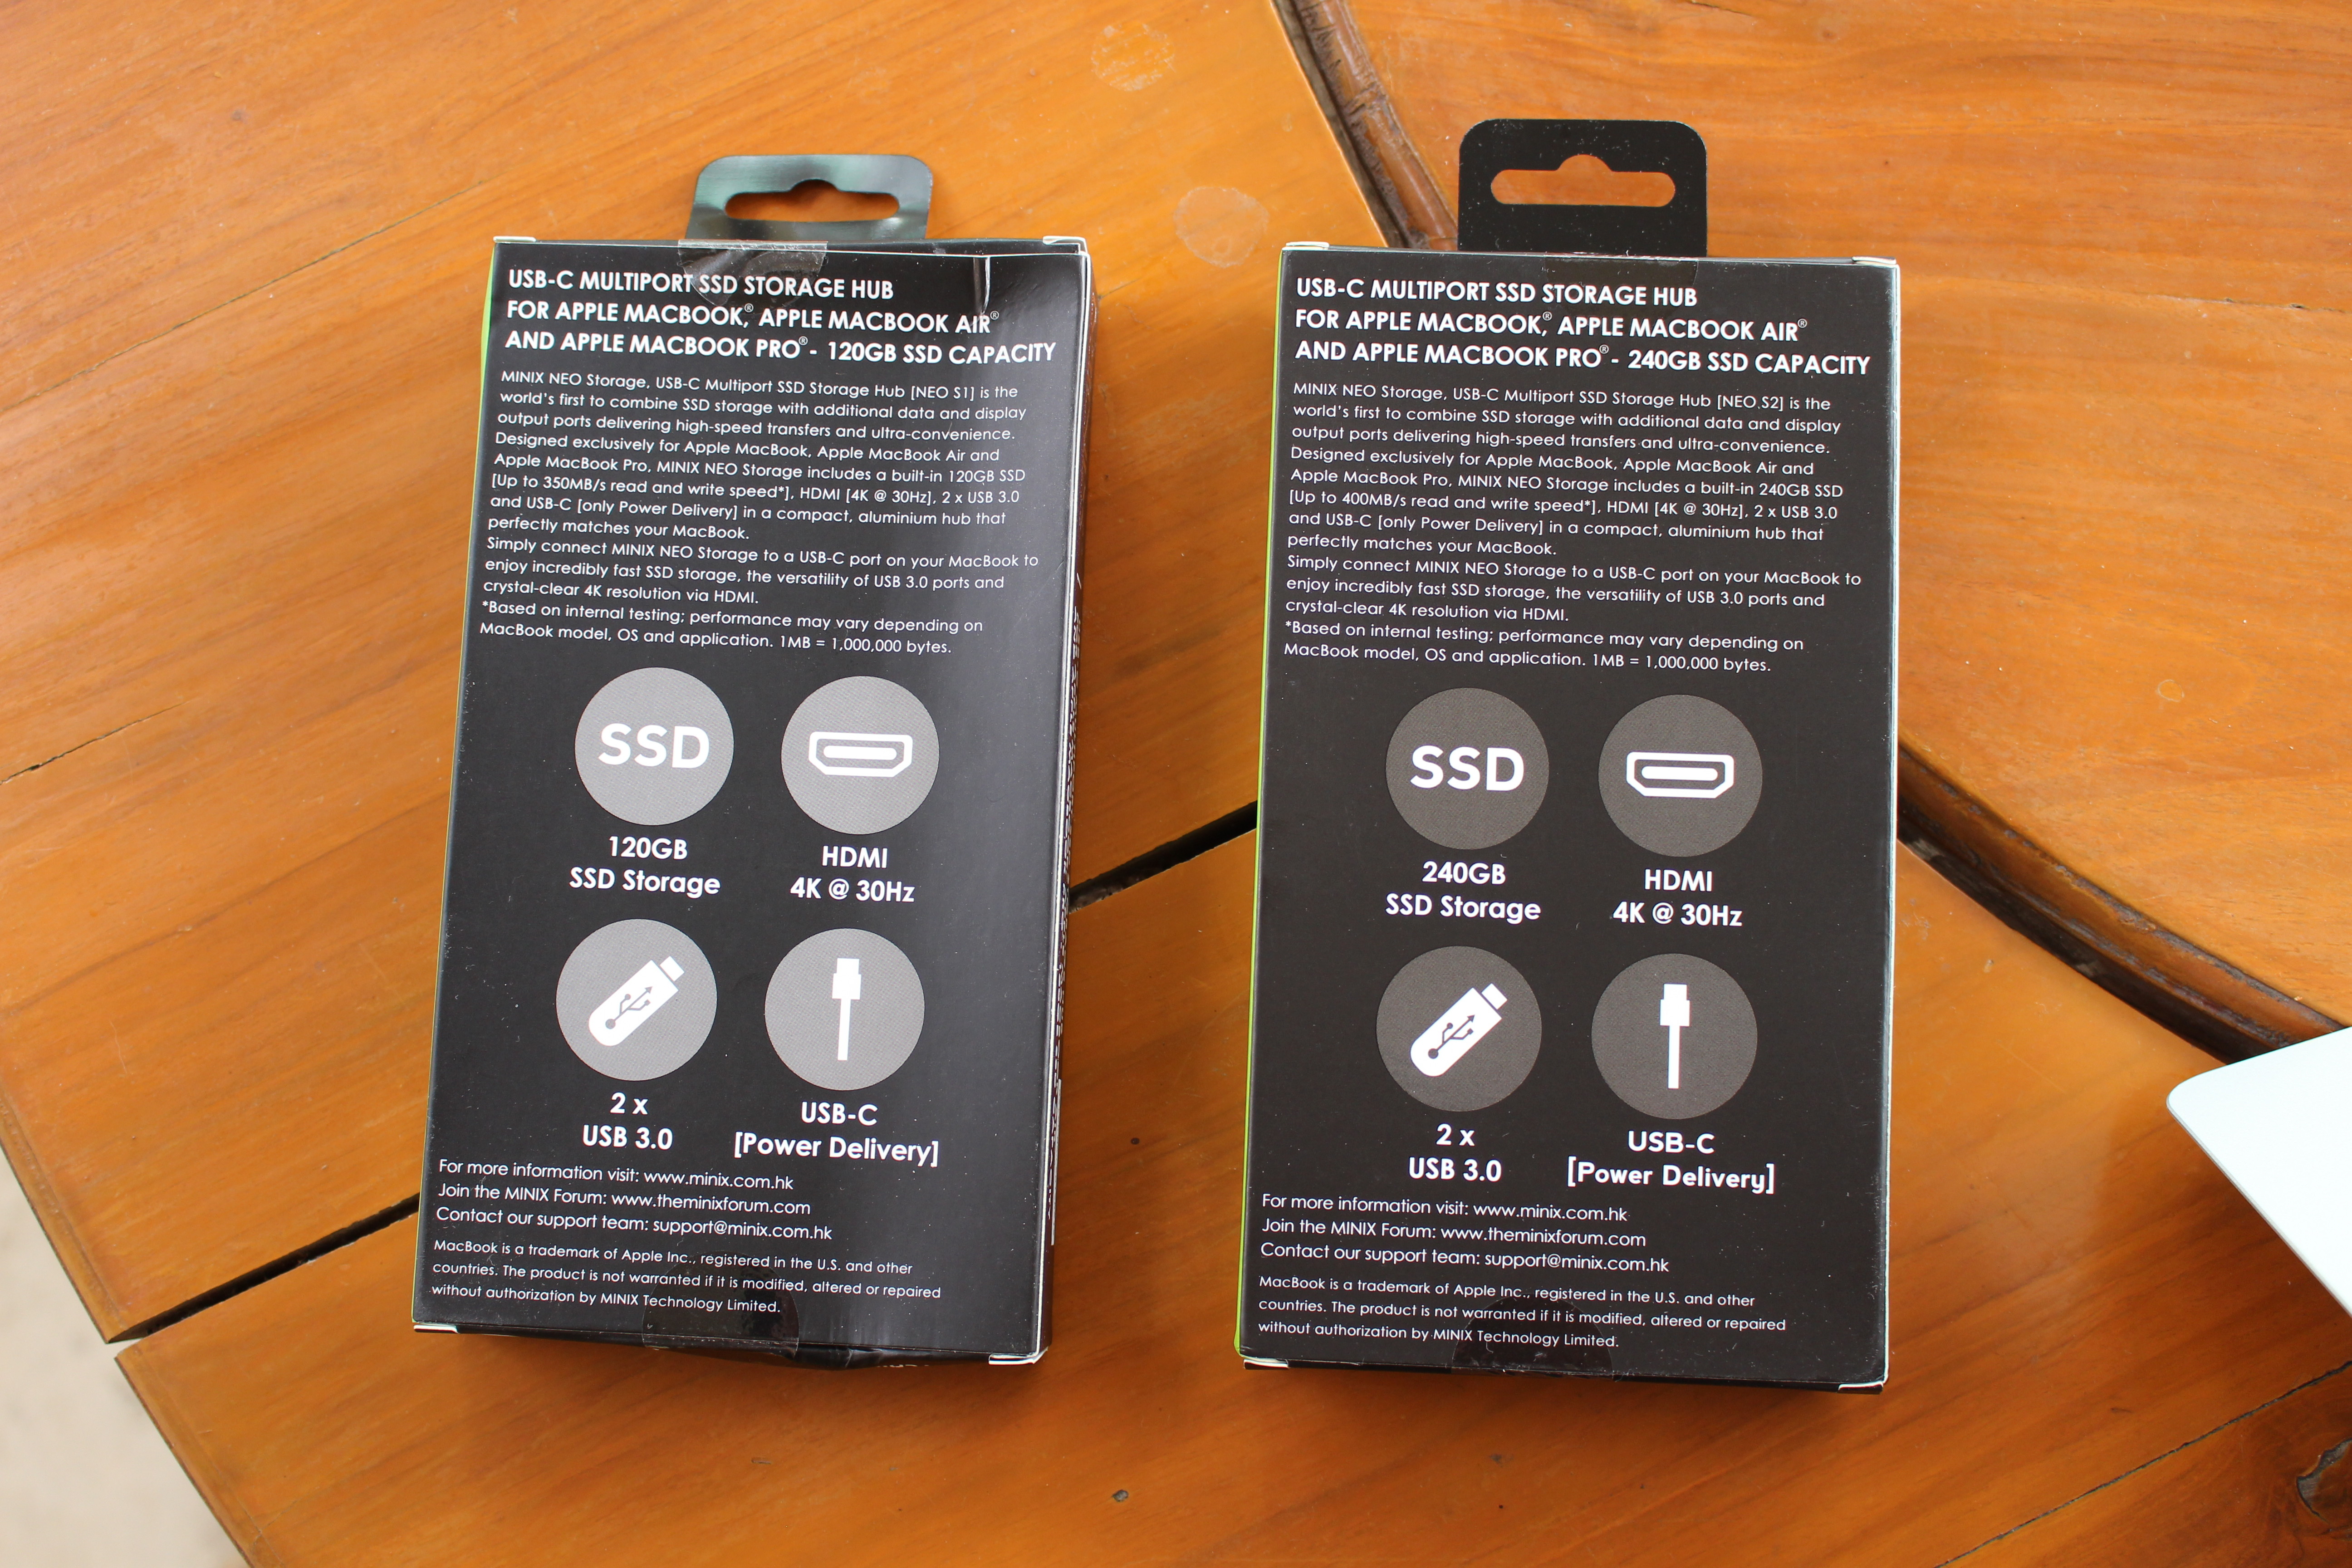 USB-C MULTIPORT SSD STORAGE HUB
FOR APPLE MACBOOK,® APPLE MACBOOK AIR®
AND APPLE MACBOOK PRO® - 120GB SSD CAPACITY
MINIX NEO Storage, USB-C Multiport SSD Storage Hub [NEO S1] is the
world's first to combine SSD storage with additional data and display
output ports delivering high-speed transfers and ultra-convenience.
Designed exclusively for Apple MacBook, Apple MacBook Air and
Apple MacBook Pro, MINIX NEO Storage includes a built-in 120GB SSD
[Up to 350MB/s read and write speed*], HDMI [4K @ 30Hz], 2 x USB 3.0
and USB-C [only Power Delivery] in a compact, aluminium hub that
perfectly matches your MacBook.
Simply connect MINIX NEO Storage to a USB-C port on your MacBook to
enjoy incredibly fast SSD storage, the versatility of USB 3.0 ports and
crystal-clear 4K resolution via HDMI.
*Based on internal testing; performance may vary depending on
MacBook model, OS and application. 1MB = 1,000,000 bytes.
SSD
120GB
SSD Storage
HDMI
4K @ 30Hz
2 x
USB 3.0
USB-C
[Power Delivery]
For more information visit: www.minix.com.hk
Join the MINIX Forum: www.theminixforum.com
Contact our support team: support@minix.com.hk
MacBook is a trademark of Apple Inc., registered in the U.S. and other
countries. The product is not warranted if it is modified, altered or repaired
without authorization by MINIX Technology Limited.
USB-C MULTIPORT SSD STORAGE HUB
FOR APPLE MACBOOK,® APPLE MACBOOK AIR®
AND APPLE MACBOOK PRO® - 240GB SSD CAPACITY
MINIX NEO Storage, USB-C Multiport SSD Storage Hub [NEO S2] is the
world's first to combine SSD storage with additional data and display
output ports delivering high-speed transfers and ultra-convenience.
Designed exclusively for Apple MacBook, Apple MacBook Air and
Apple MacBook Pro, MINIX NEO Storage includes a built-in 240GB SSD
[Up to 400MB/s read and write speed*], HDMI [4K @ 30Hz], 2 x USB 3.0
and USB-C [only Power Delivery] in a compact, aluminium hub that
perfectly matches your MacBook.
Simply connect MINIX NEO Storage to a USB-C port on your MacBook to
enjoy incredibly fast SSD storage, the versatility of USB 3.0 ports and
crystal-clear 4K resolution via HDMI.
*Based on internal testing; performance may vary depending on
MacBook model, OS and application. 1MB = 1,000,000 bytes.
SSD
240GB
SSD Storage
HDMI
4K @ 30Hz
2 x
USB 3.0
USB-C
[Power Delivery]
For more information visit: www.minix.com.hk
Join the MINIX Forum: www.theminixforum.com
Contact our support team: support@minix.com.hk
MacBook is a trademark of Apple Inc., registered in the U.S. and other
countries. The product is not warranted if it is modified, altered or repaired
without authorization by MINIX Technology Limited.